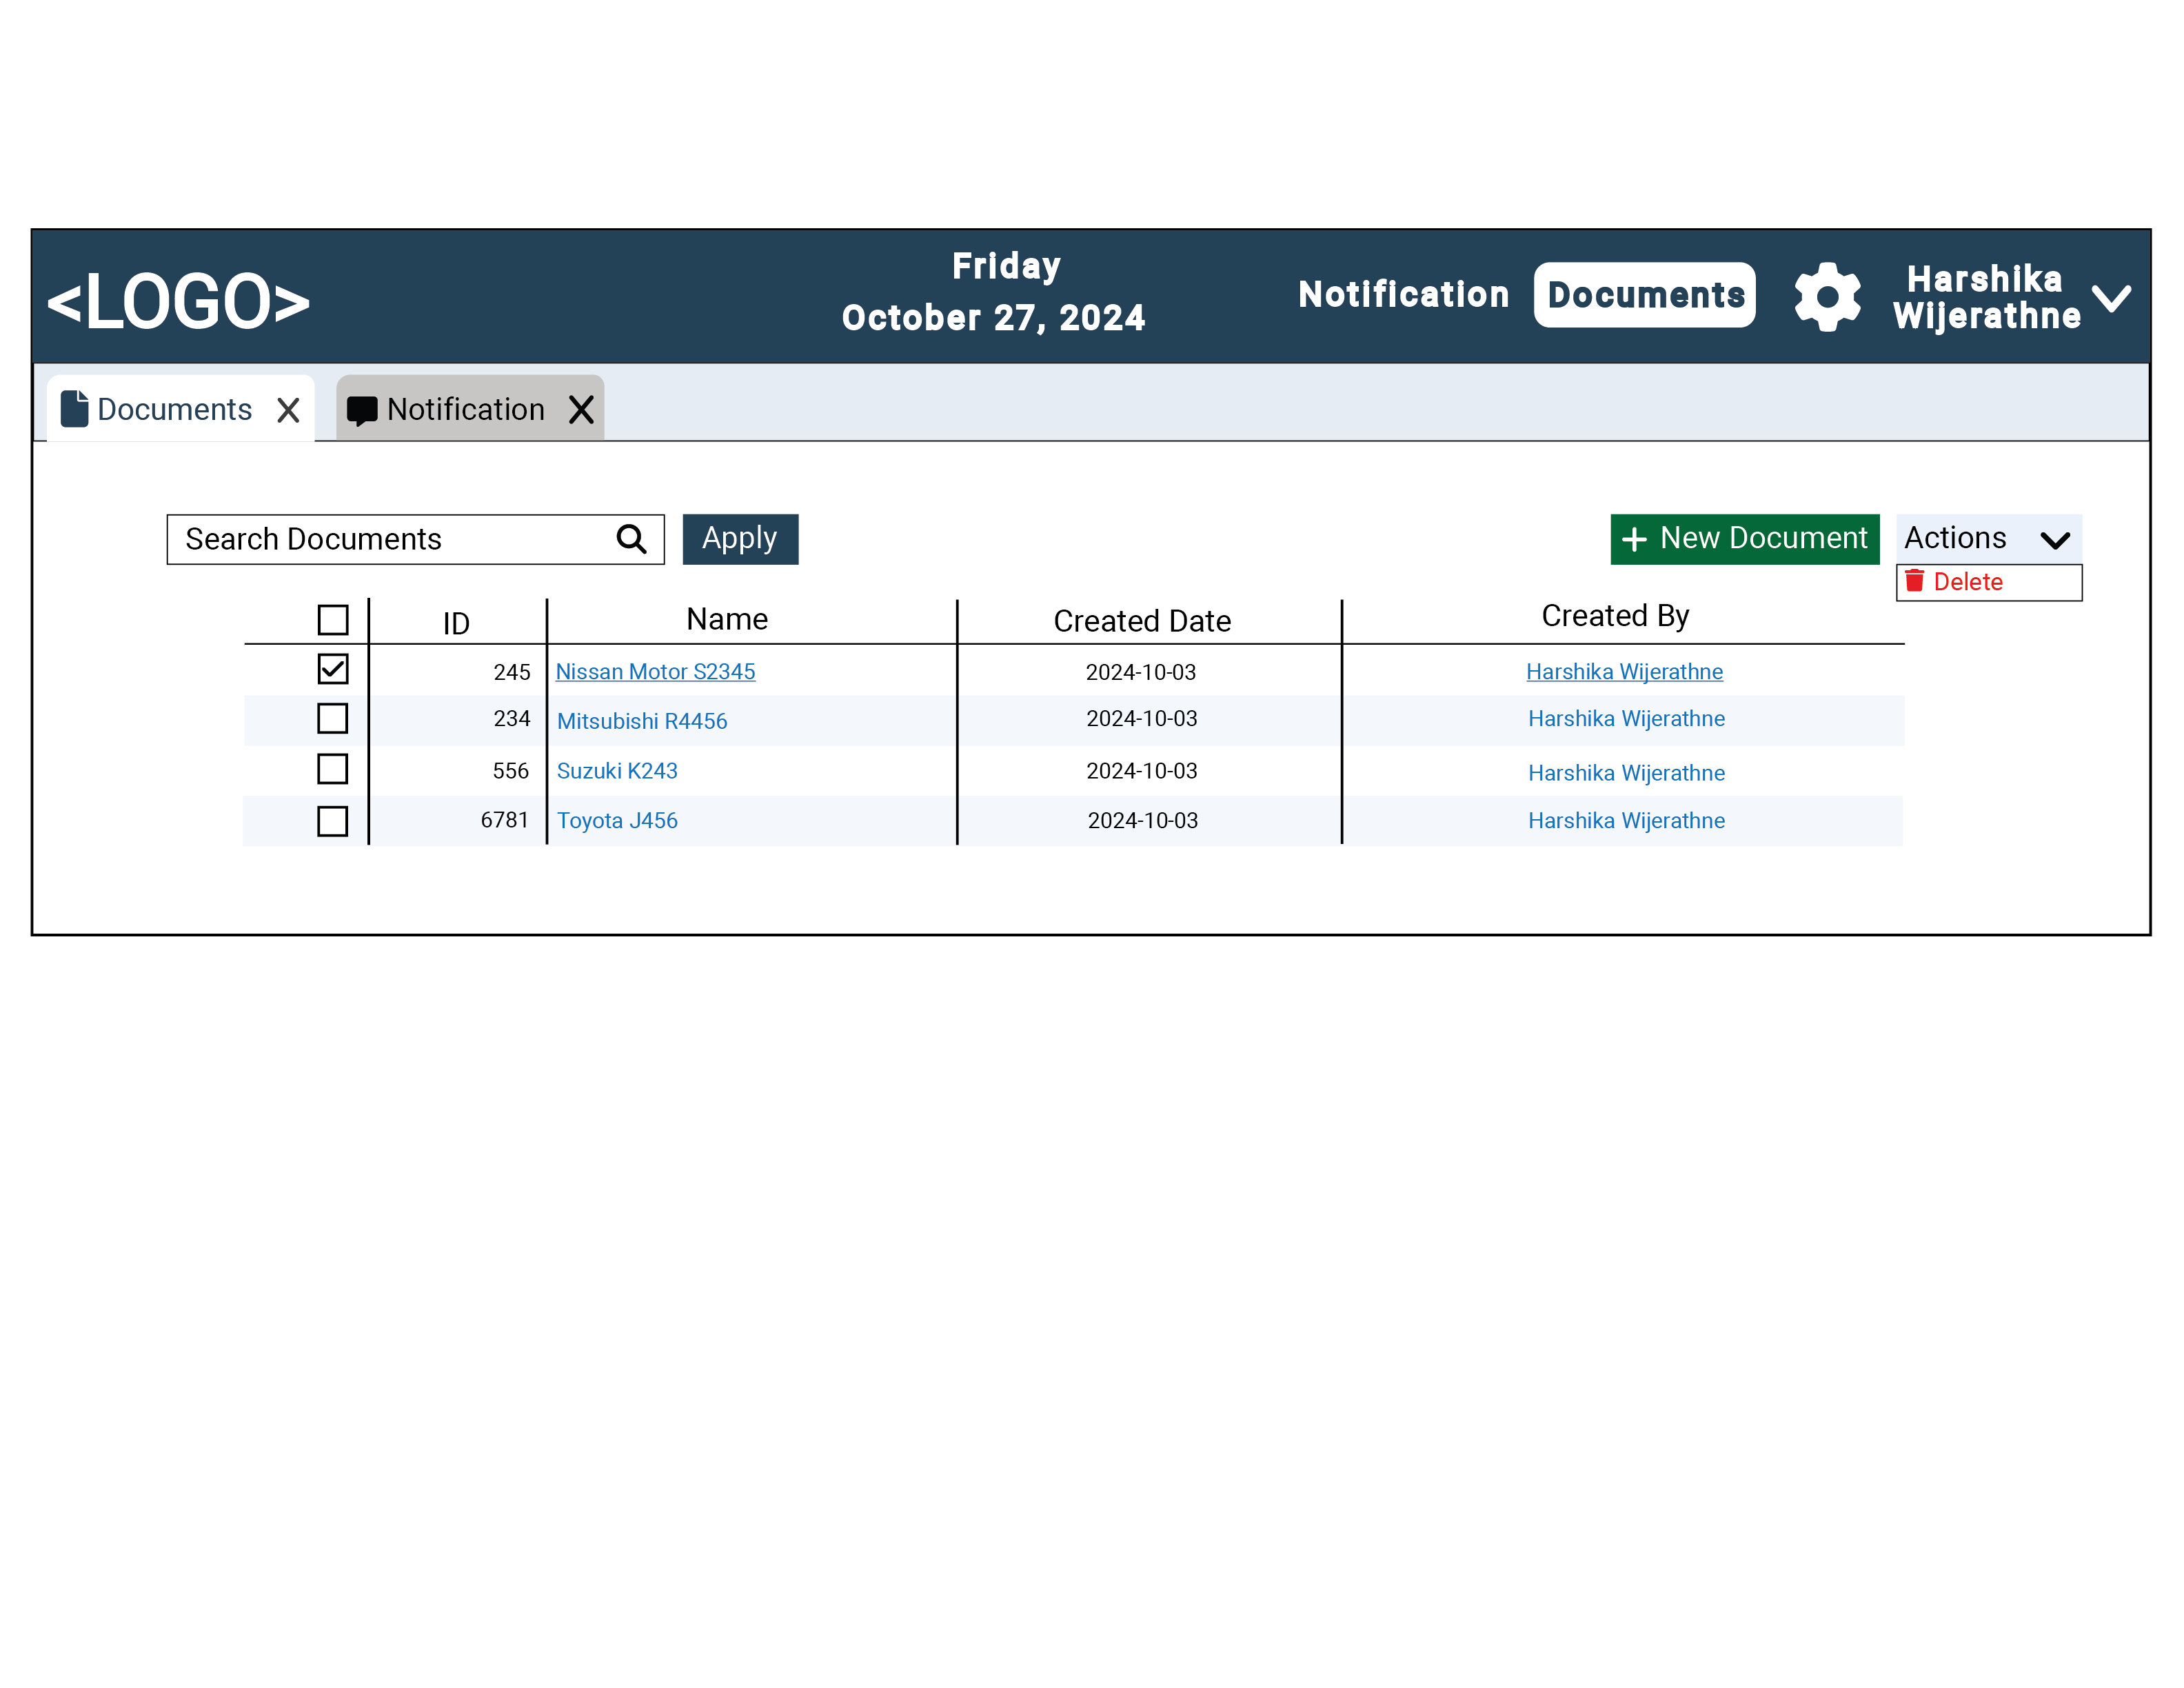 <LOGO>
Friday
October 27, 2024
Notification
Documents
Harshika
Wijerathne
Documents
Notification
Search Documents
Apply
New Document
Actions
Delete
ID Name Created Date Created By
245 Nissan Motor S2345 2024-10-03 Harshika Wijerathne
234 Mitsubishi R4456 2024-10-03 Harshika Wijerathne
556 Suzuki K243 2024-10-03 Harshika Wijerathne
6781 Toyota J456 2024-10-03 Harshika Wijerathne